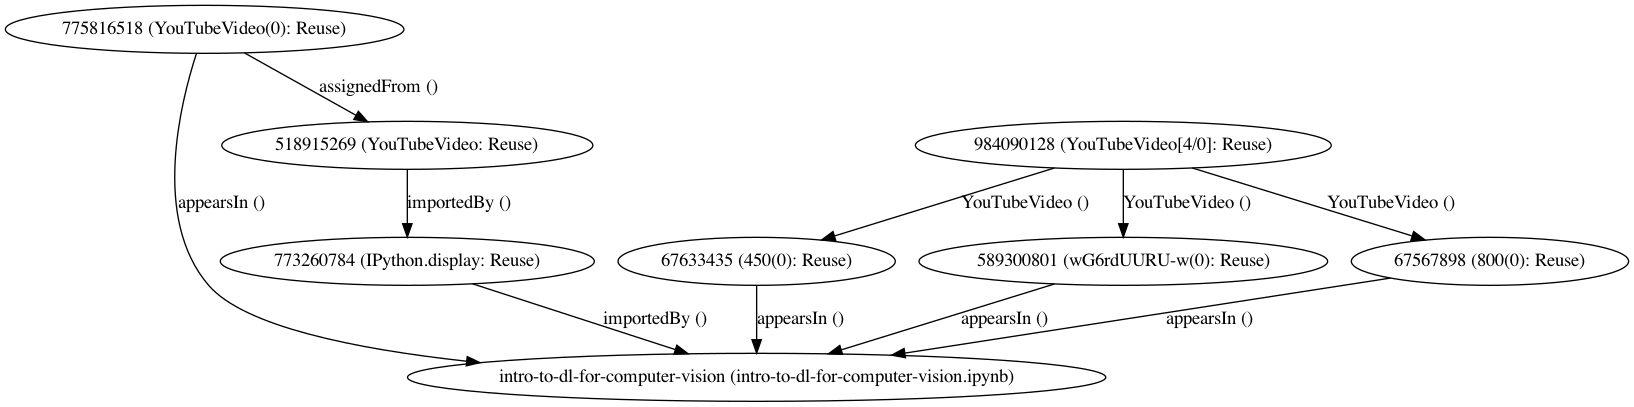 775816518 (YouTubeVideo(0): Reuse)
assignedFrom ()
518915269 (YouTubeVideo: Reuse)
984090128 (YouTubeVideo[4/0]: Reuse)
appearsIn ()
importedBy ()
YouTubeVideo ()
YouTubeVideo ()
YouTubeVideo ()
773260784 (IPython.display: Reuse)
67633435 (450(0): Reuse)
589300801 (wG6rdUURU-w(0): Reuse)
67567898 (800(0): Reuse)
importedBy ()
appearsIn ()
appearsIn ()
appearsIn ()
intro-to-dl-for-computer-vision (intro-to-dl-for-computer-vision.ipynb)